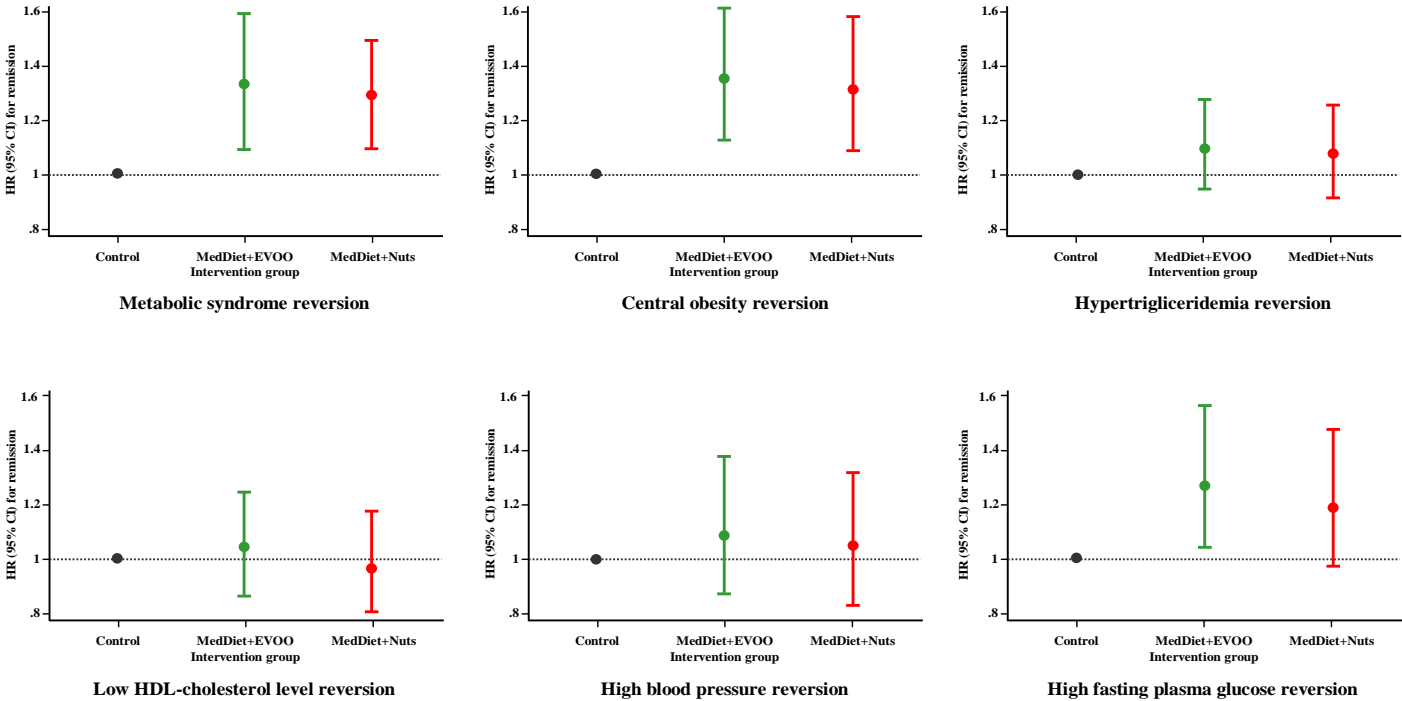 HR (95% CI) for remission
1.6
1.4
1.2
1
.8
Control
MedDiet+EVOO
MedDiet+Nuts
Intervention group
Metabolic syndrome reversion
HR (95% CI) for remission
1.6
1.4
1.2
1
.8
Control
MedDiet+EVOO
MedDiet+Nuts
Intervention group
Central obesity reversion
HR (95% CI) for remission
1.6
1.4
1.2
1
.8
Control
MedDiet+EVOO
MedDiet+Nuts
Intervention group
Hypertrigliceridemia reversion
HR (95% CI) for remission
1.6
1.4
1.2
1
.8
Control
MedDiet+EVOO
MedDiet+Nuts
Intervention group
Low HDL-cholesterol level reversion
HR (95% CI) for remission
1.6
1.4
1.2
1
.8
Control
MedDiet+EVOO
MedDiet+Nuts
Intervention group
High blood pressure reversion
HR (95% CI) for remission
1.6
1.4
1.2
1
.8
Control
MedDiet+EVOO
MedDiet+Nuts
Intervention group
High fasting plasma glucose reversion